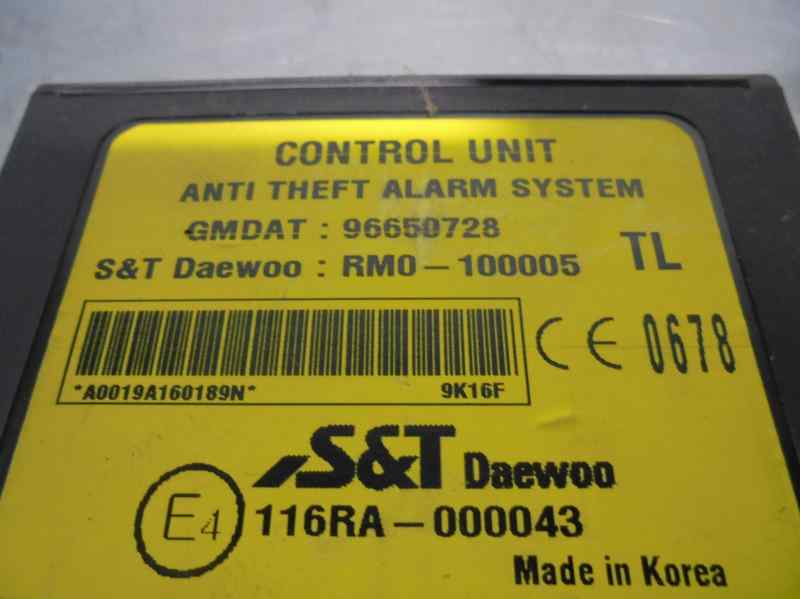 CONTROL UNIT
ANTI THEFT ALARM SYSTEM
GMDAT : 96650728
S&T Daewoo : RM0-100005 TL
*A0019A160189N* 9K16F
CE 0678
S&T Daewoo
E4 116RA-000043
Made in Korea